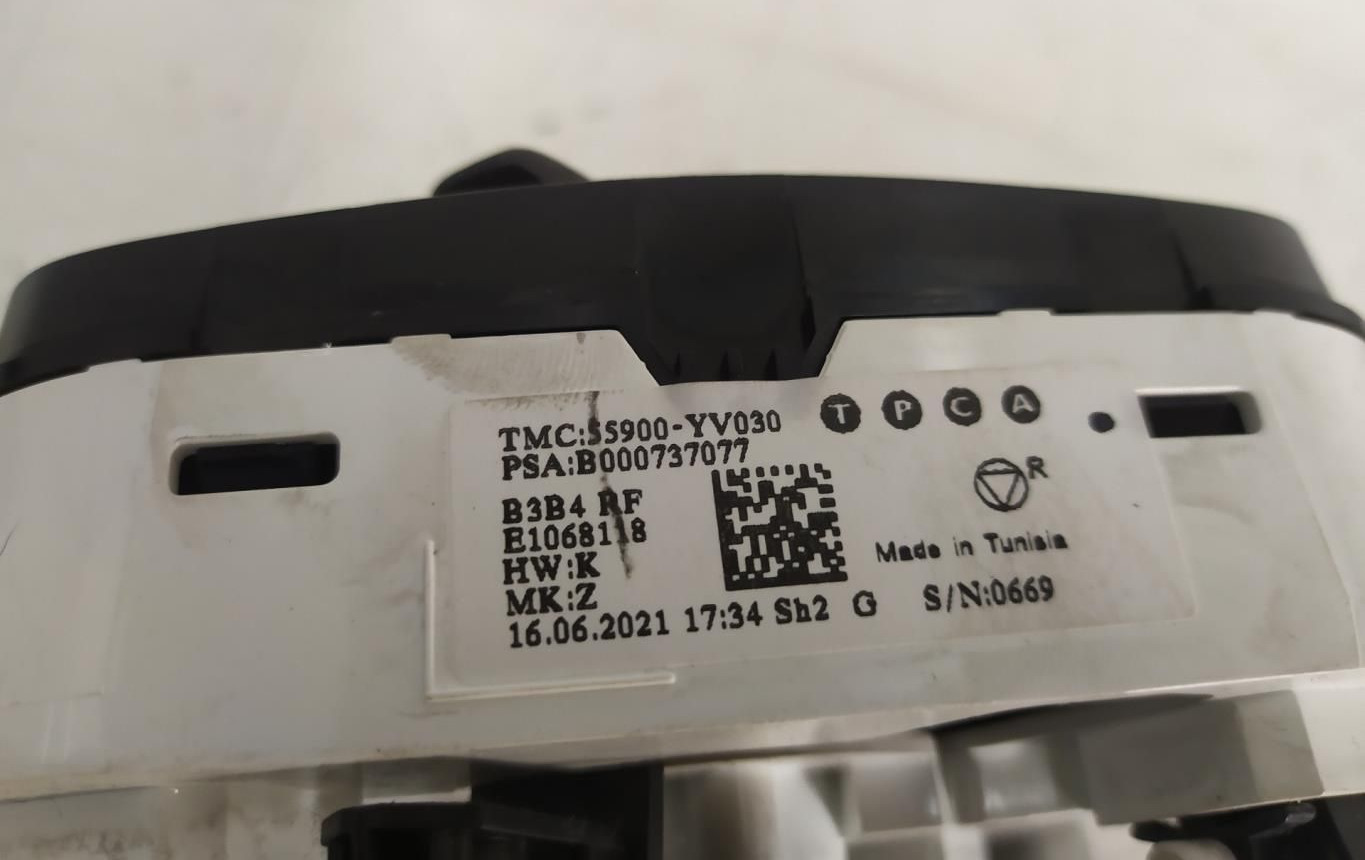 TMC:55900-YV030
T P C A
PSA:B000737077
R
B3B4 RF
E1068118
HW:K
Made in Tunisia
MK:Z
16.06.2021 17:34 Sh2 G S/N:0669